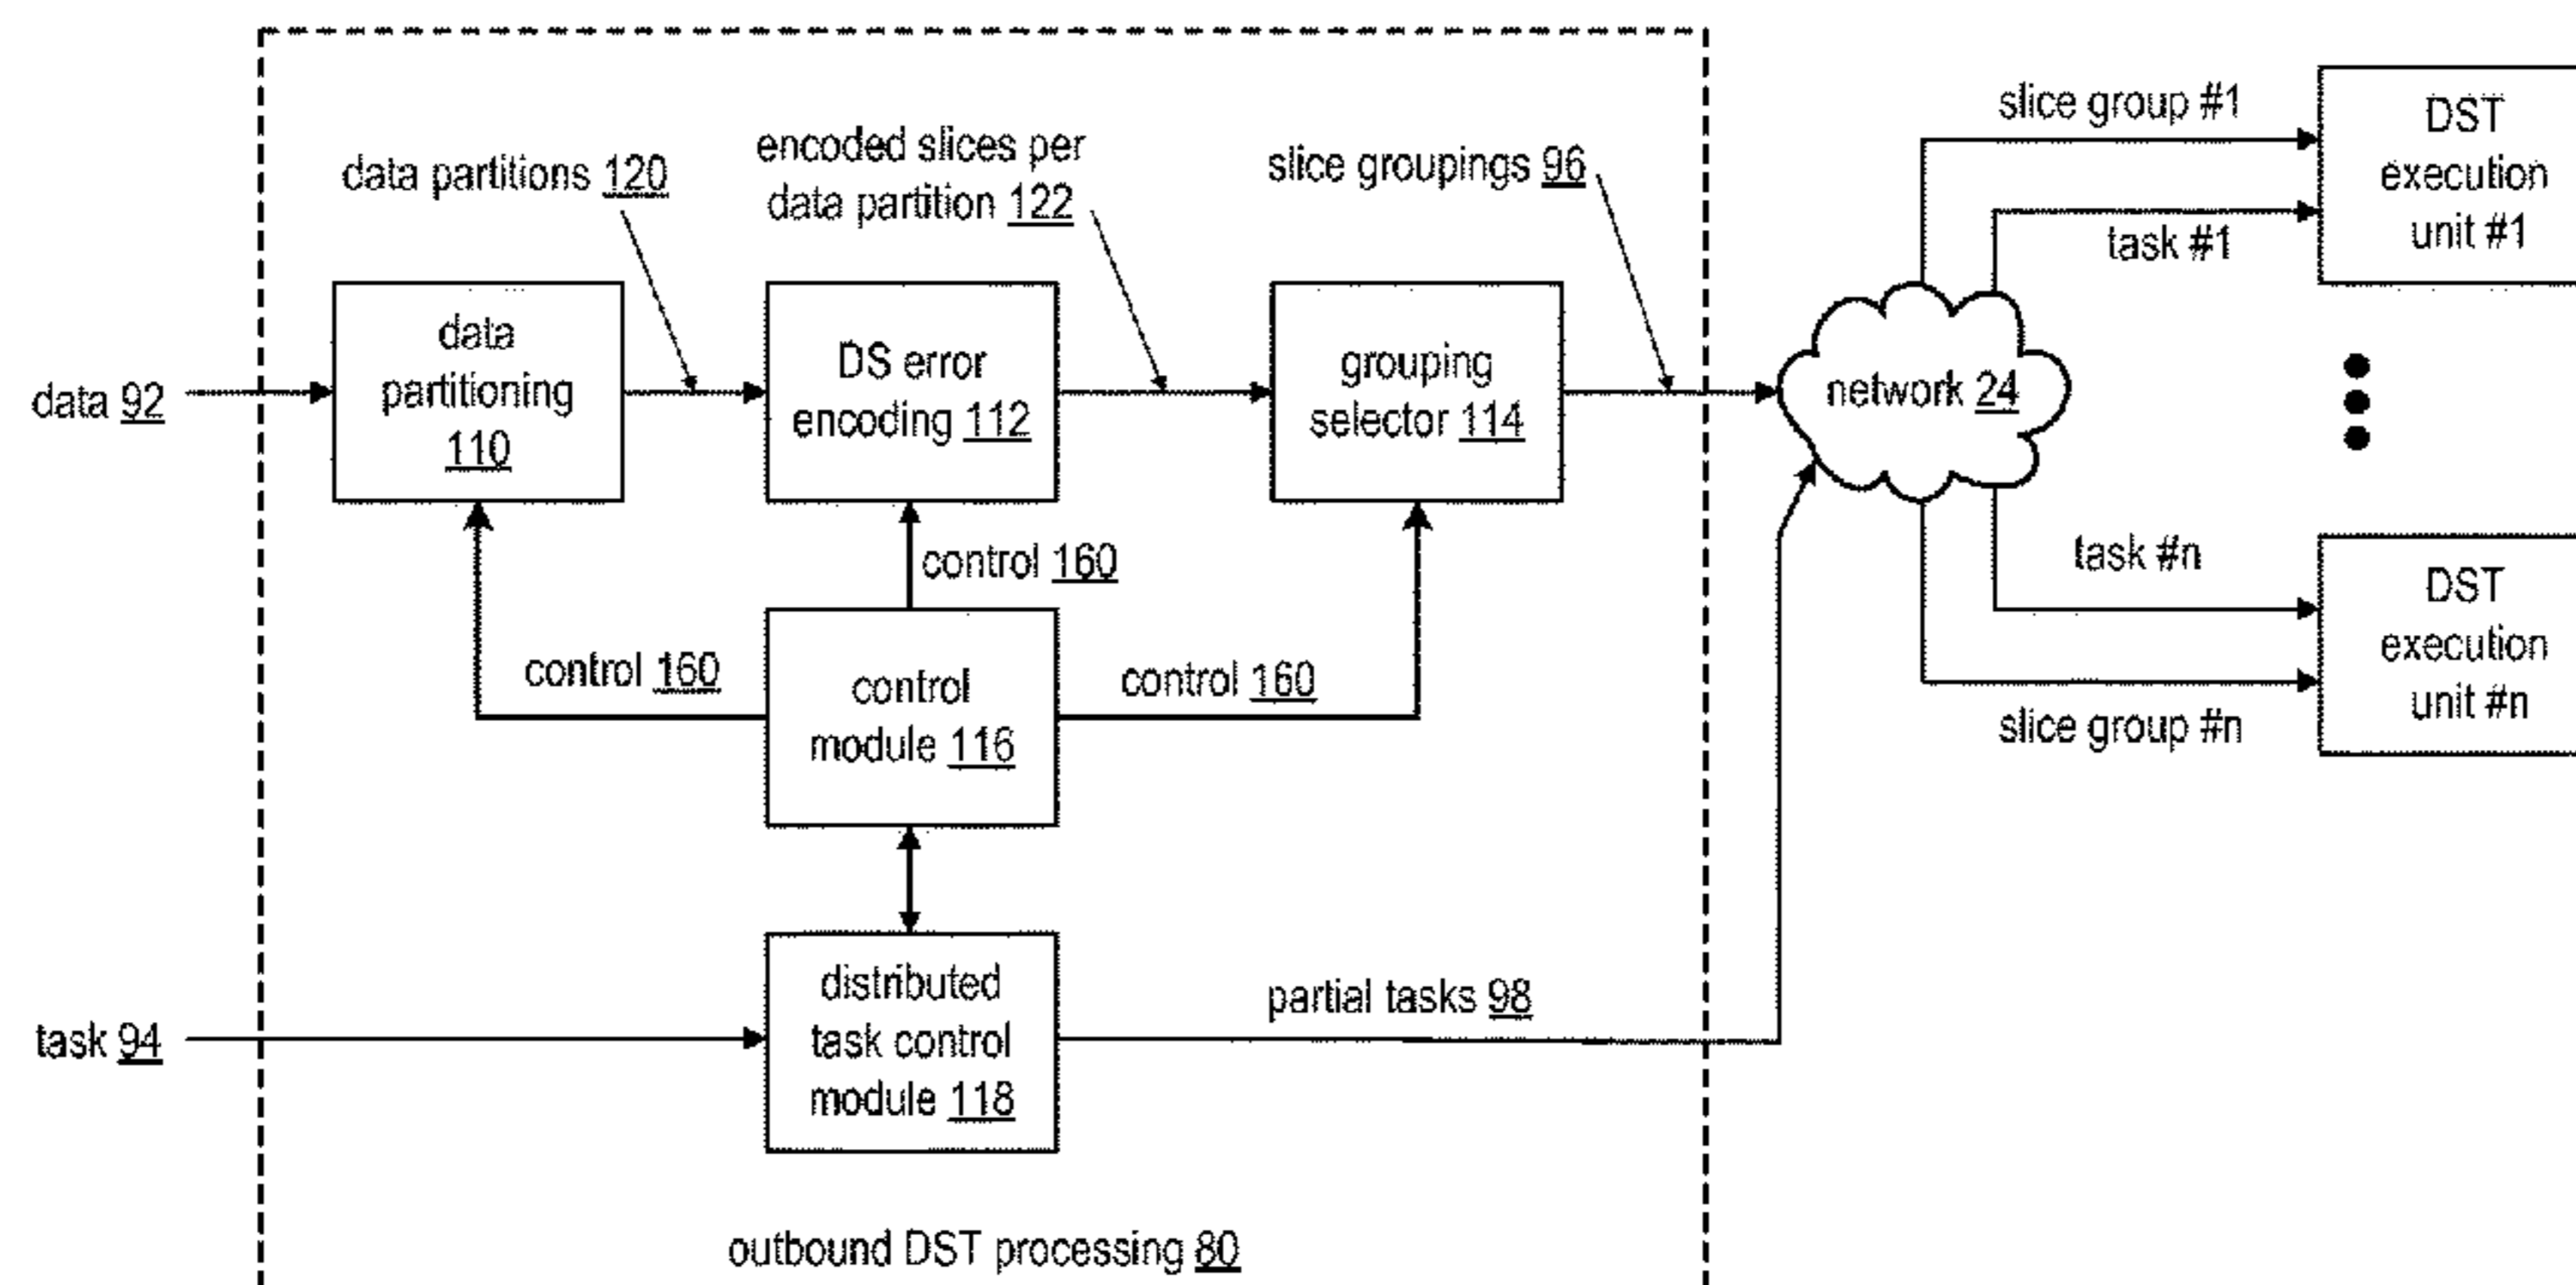 slice group #1
DST
execution
unit #1
task #1
encoded slices per
data partition 122
data partitions 120
slice groupings 96
data
partitioning
110
DS error
encoding 112
grouping
selector 114
data 92
network 24
control 160
control 160
control 160
control
module 116
task #n
slice group #n
DST
execution
unit #n
distributed
task control
module 118
task 94
partial tasks 98
outbound DST processing 80